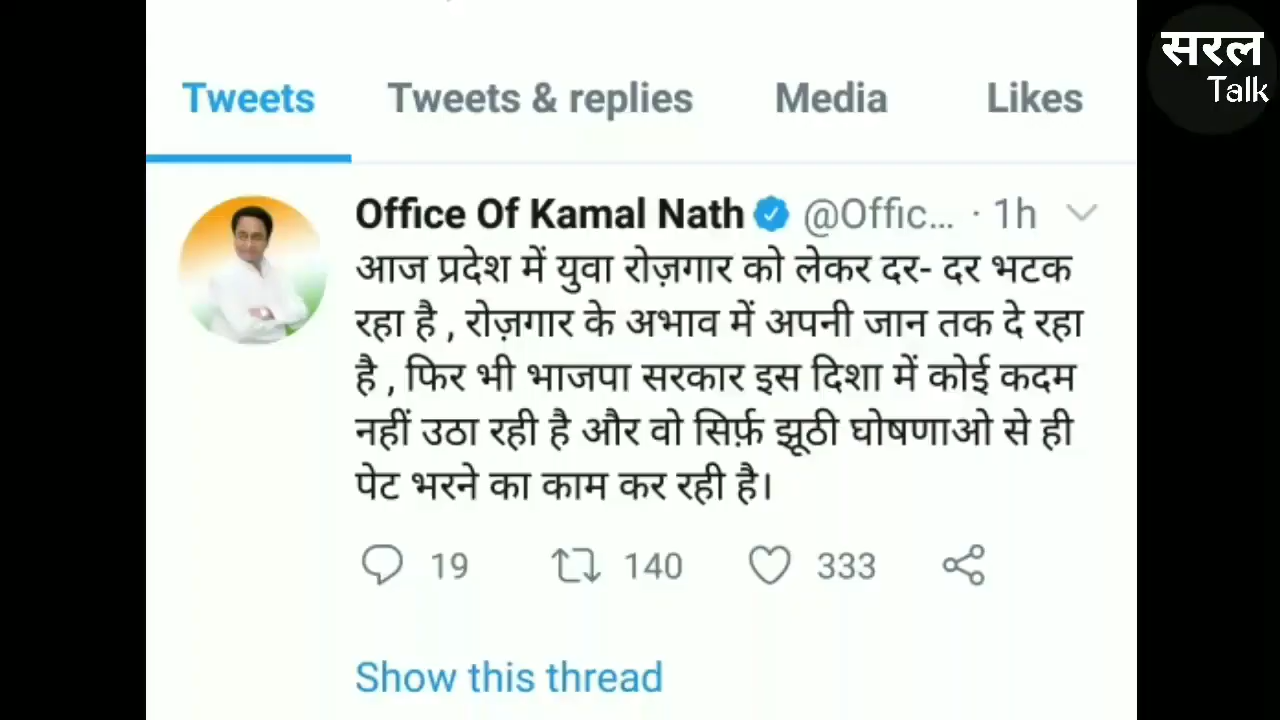 सरल
Talk
Tweets Tweets & replies Media Likes
Office Of Kamal Nath @Offic... · 1h
आज प्रदेश में युवा रोज़गार को लेकर दर- दर भटक
रहा है , रोज़गार के अभाव में अपनी जान तक दे रहा
है , फिर भी भाजपा सरकार इस दिशा में कोई कदम
नहीं उठा रही है और वो सिर्फ़ झूठी घोषणाओ से ही
पेट भरने का काम कर रही है।
19 140 333
Show this thread